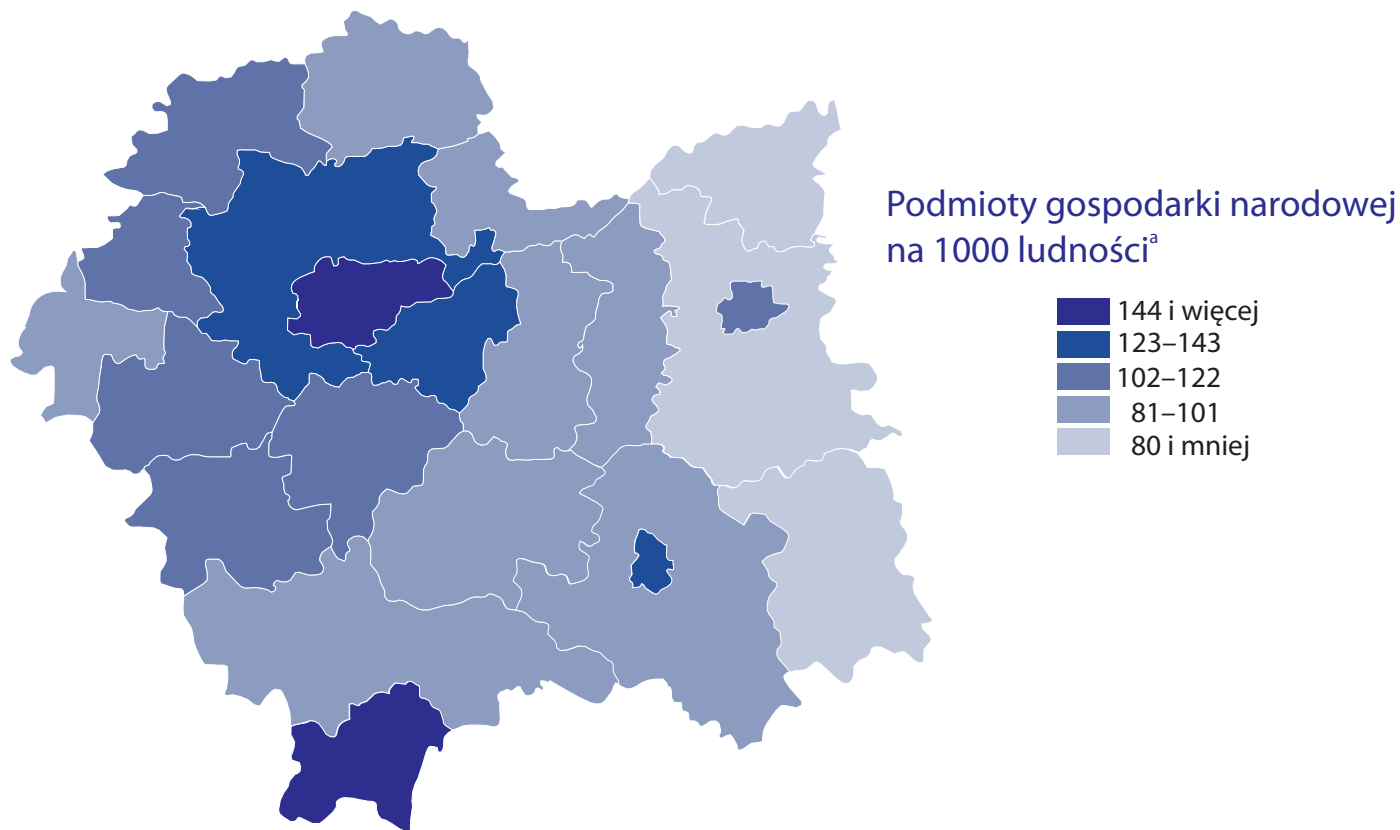 Podmioty gospodarki narodowej
na 1000 ludnościᵃ
144 i więcej
123–143
102–122
81–101
80 i mniej